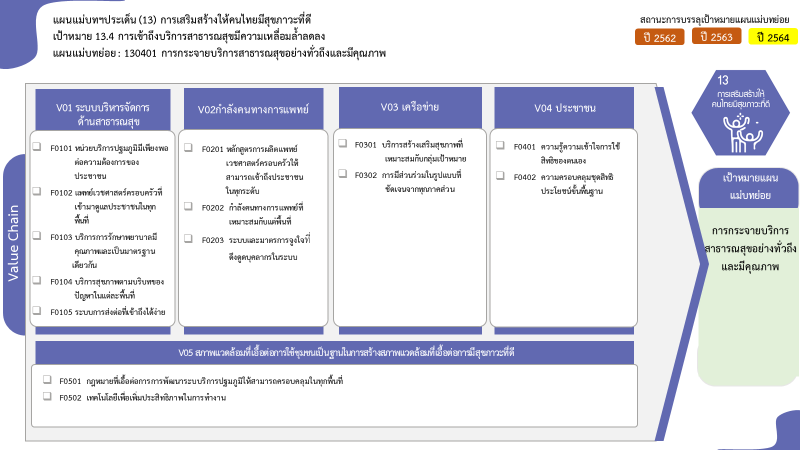 แผนแม่บทฯประเด็น (13) การเสริมสร้างให้คนไทยมีสุขภาวะที่ดี
เป้าหมาย 13.4 การเข้าถึงบริการสาธารณสุขมีความเหลื่อมล้ำลดลง
แผนแม่บทย่อย : 130401 การกระจายบริการสาธารณสุขอย่างทั่วถึงและมีคุณภาพ
สถานะการบรรลุเป้าหมายแผนแม่บทย่อย
ปี 2562
ปี 2563
ปี 2564
Value Chain
V01 ระบบบริหารจัดการ
ด้านสาธารณสุข
F0101 หน่วยบริการปฐมภูมิมีเพียงพอ
ต่อความต้องการของ
ประชาชน
F0102 แพทย์เวชศาสตร์ครอบครัวที่
เข้ามาดูแลประชาชนในทุก
พื้นที่
F0103 บริการการรักษาพยาบาลมี
คุณภาพและเป็นมาตรฐาน
เดียวกัน
F0104 บริการสุขภาพตามบริบทของ
ปัญหาในแต่ละพื้นที่
F0105 ระบบการส่งต่อที่เข้าถึงได้ง่าย
V02กำลังคนทางการแพทย์
F0201 หลักสูตรการผลิตแพทย์
เวชศาสตร์ครอบครัวให้
สามารถเข้าถึงประชาชน
ในทุกระดับ
F0202 กำลังคนทางการแพทย์ที่
เหมาะสมกับแต่พื้นที่
F0203 ระบบและมาตรการจูงใจที่
ดึงดูดบุคลากรในระบบ
V03 เครือข่าย
F0301 บริการสร้างเสริมสุขภาพที่
เหมาะสมกับกลุ่มเป้าหมาย
F0302 การมีส่วนร่วมในรูปแบบที่
ชัดเจนจากทุกภาคส่วน
V04 ประชาชน
F0401 ความรู้ความเข้าใจการใช้
สิทธิของตนเอง
F0402 ความครอบคลุมชุดสิทธิ
ประโยชน์ขั้นพื้นฐาน
V05 สภาพแวดล้อมที่เอื้อต่อการใช้ชุมชนเป็นฐานในการสร้างสภาพแวดล้อมที่เอื้อต่อการมีสุขภาวะที่ดี
F0501 กฎหมายที่เอื้อต่อการการพัฒนาระบบริการปฐมภูมิให้สามารถครอบคลุมในทุกพื้นที่
F0502 เทคโนโลยีเพื่อเพิ่มประสิทธิภาพในการทำงาน
13
การเสริมสร้างให้
คนไทยมีสุขภาวะที่ดี
เป้าหมายแผน
แม่บทย่อย
การกระจายบริการ
สาธารณสุขอย่างทั่วถึง
และมีคุณภาพ